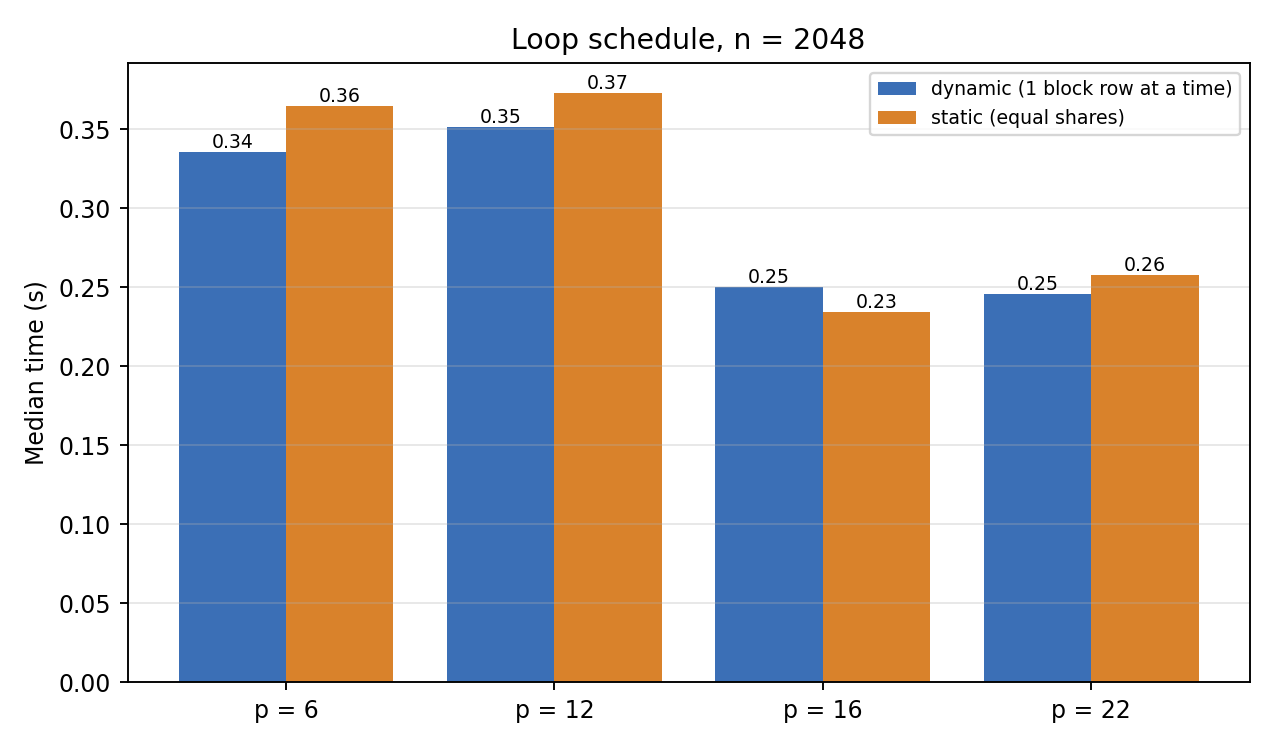 Loop schedule, n = 2048
dynamic (1 block row at a time)
static (equal shares)
Median time (s)
0.35
0.30
0.25
0.20
0.15
0.10
0.05
0.00
0.34
0.36
0.35
0.37
0.25
0.23
0.25
0.26
p = 6
p = 12
p = 16
p = 22